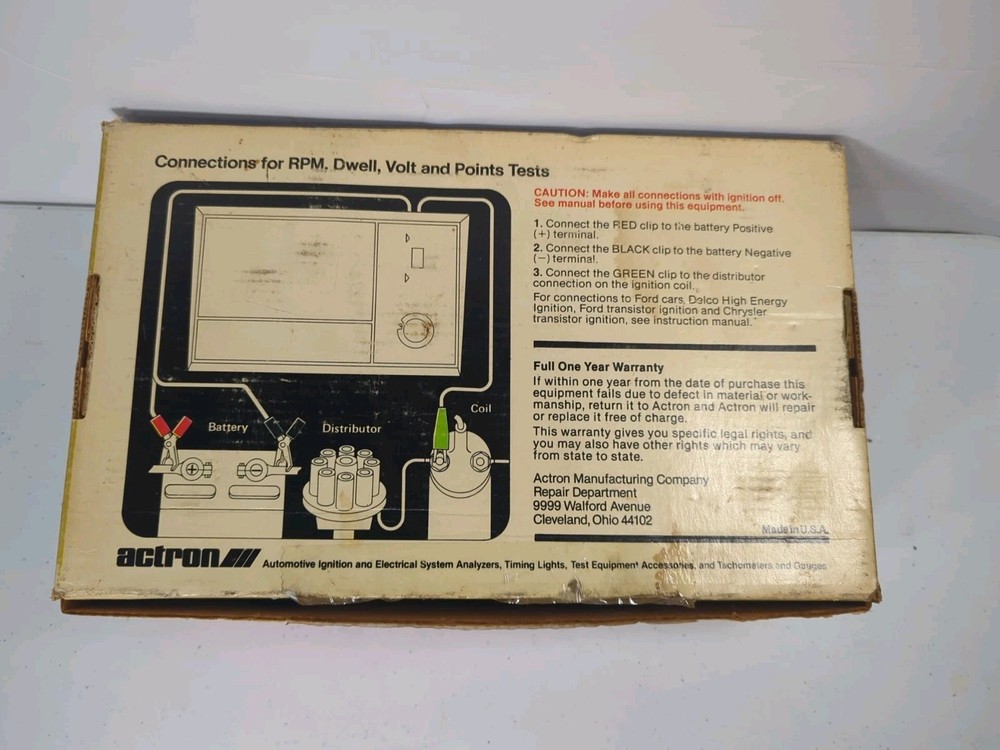 Connections for RPM, Dwell, Volt and Points Tests
CAUTION: Make all connections with ignition off.
See manual before using this equipment.
1. Connect the RED clip to the battery Positive
(+) terminal.
2. Connect the BLACK clip to the battery Negative
(−) terminal.
3. Connect the GREEN clip to the distributor
connection on the ignition coil.
For connections to Ford cars, Delco High Energy
Ignition, Ford transistor ignition and Chrysler
transistor ignition, see instruction manual.
Full One Year Warranty
If within one year from the date of purchase this
equipment fails due to defect in material or work-
manship, return it to Actron and Actron will repair
or replace it free of charge.
This warranty gives you specific legal rights, and
you may also have other rights which may vary
from state to state.
Actron Manufacturing Company
Repair Department
9999 Walford Avenue
Cleveland, Ohio 44102
Made in U.S.A.
Battery
Distributor
Coil
+
−
actron
Automotive Ignition and Electrical System Analyzers, Timing Lights, Test Equipment Accessories, and Tachometers and Gauges